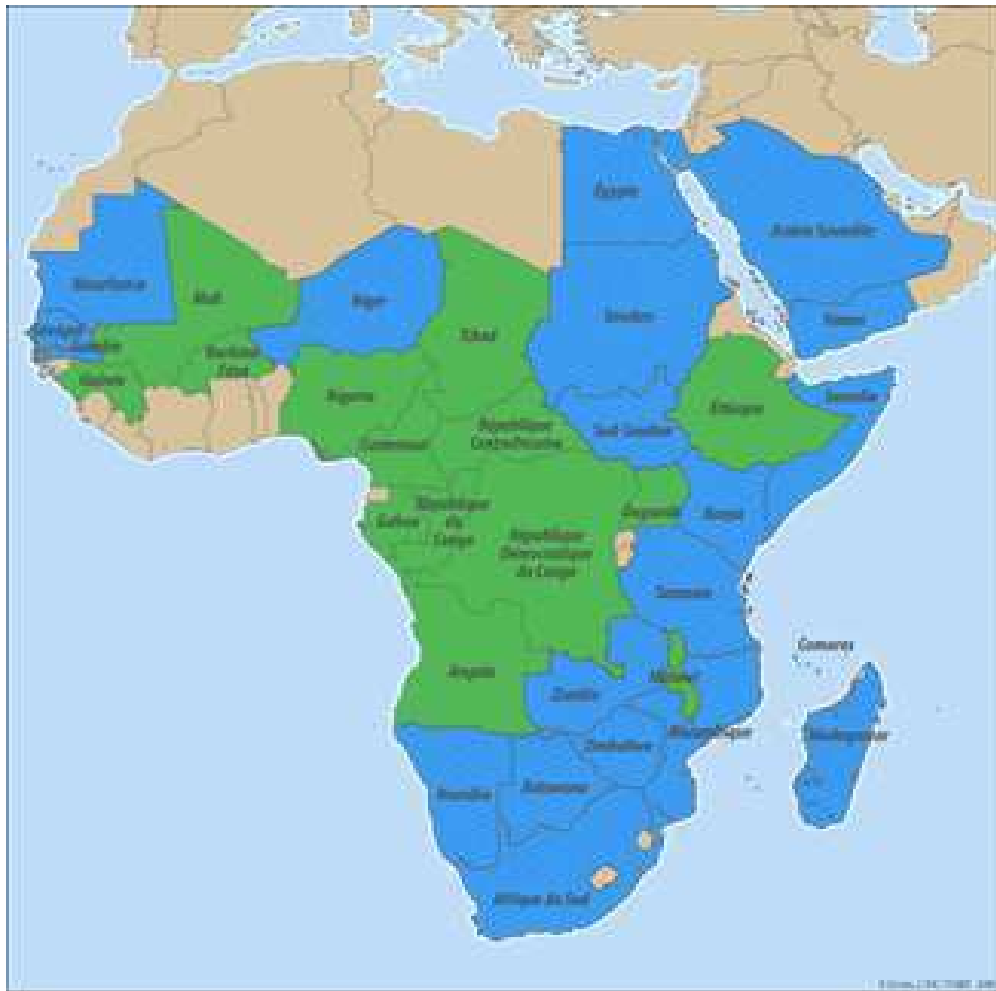 Égypte
Arabie Saoudite
Mauritanie
Mali
Niger
Tchad
Soudan
Yémen
Sénégal
Burkina
Faso
Guinée
Nigeria
Cameroun
République
Centrafricaine
Sud Soudan
Éthiopie
Somalie
Gabon
République
du
Congo
République
Démocratique
du Congo
Ouganda
Kenya
Tanzanie
Comores
Angola
Zambie
Malawi
Mozambique
Madagascar
Zimbabwe
Namibie
Botswana
Afrique du Sud